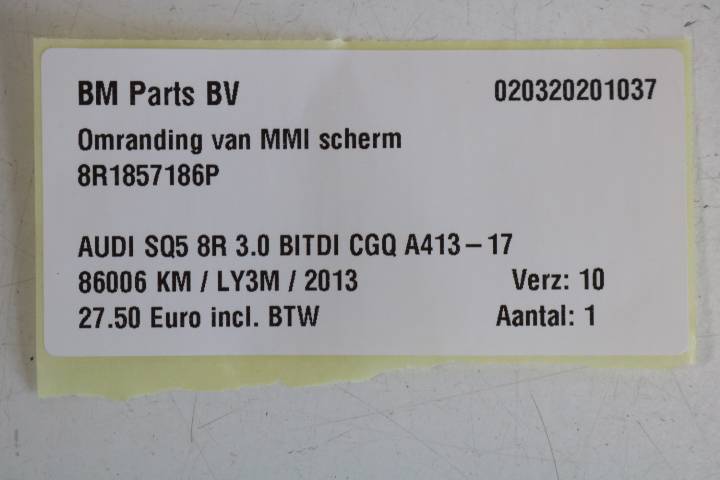 BM Parts BV 020320201037
Omranding van MMI scherm
8R1857186P
AUDI SQ5 8R 3.0 BITDI CGQ A413-17
86006 KM / LY3M / 2013 Verz: 10
27.50 Euro incl. BTW Aantal: 1